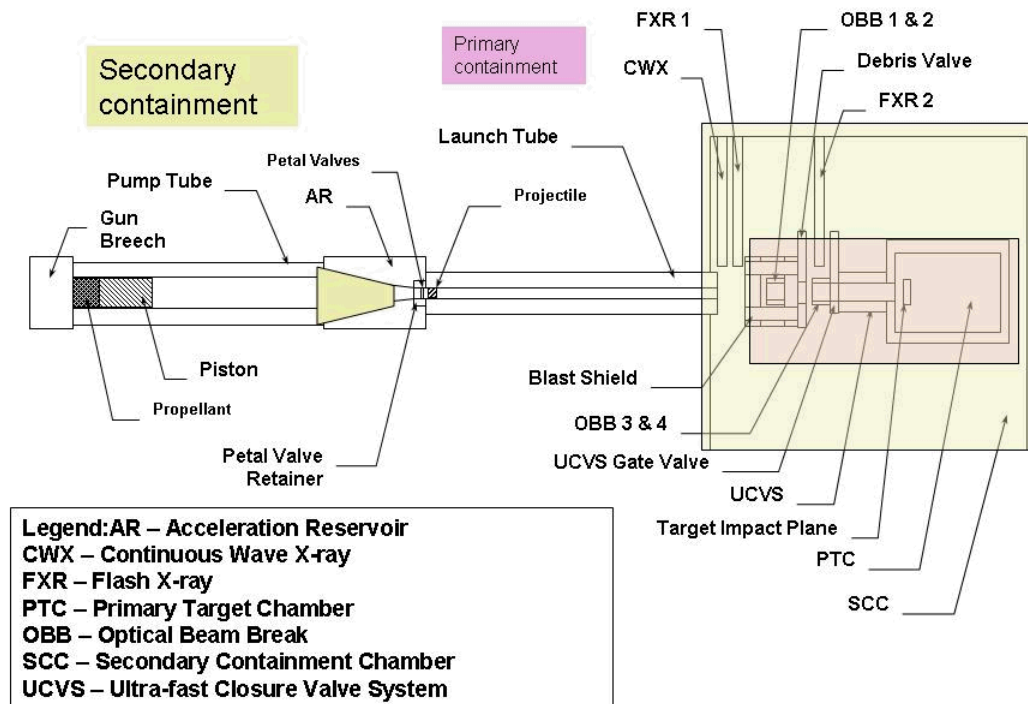 FXR 1
OBB 1 & 2
Primary
containment
CWX
Debris Valve
Secondary
containment
FXR 2
Launch Tube
Petal Valves
Pump Tube
AR
Projectile
Gun
Breech
Piston
Blast Shield
Propellant
OBB 3 & 4
Petal Valve
Retainer
UCVS Gate Valve
UCVS
Target Impact Plane
PTC
SCC
Legend:AR – Acceleration Reservoir
CWX – Continuous Wave X-ray
FXR – Flash X-ray
PTC – Primary Target Chamber
OBB – Optical Beam Break
SCC – Secondary Containment Chamber
UCVS – Ultra-fast Closure Valve System